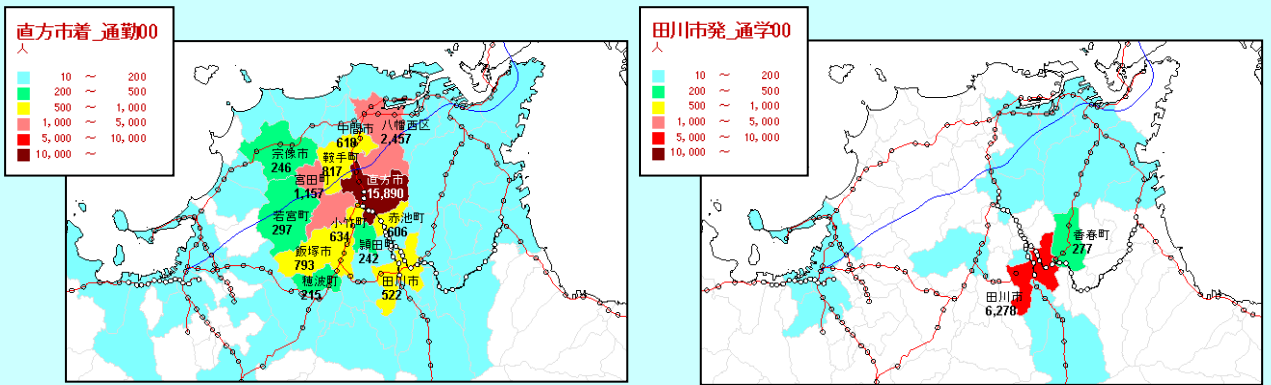 直方市着_通勤00
人
10 ～ 200
200 ～ 500
500 ～ 1,000
1,000 ～ 5,000
5,000 ～ 10,000
10,000 ～
中間市
618
八幡西区
2,457
宗像市
246
鞍手町
817
宮田町
1,157
直方市
15,890
若宮町
297
小竹町
634
赤池町
606
飯塚市
793
頴田町
242
穂波町
215
田川市
522
田川市発_通学00
人
10 ～ 200
200 ～ 500
500 ～ 1,000
1,000 ～ 5,000
5,000 ～ 10,000
10,000 ～
香春町
277
田川市
6,278